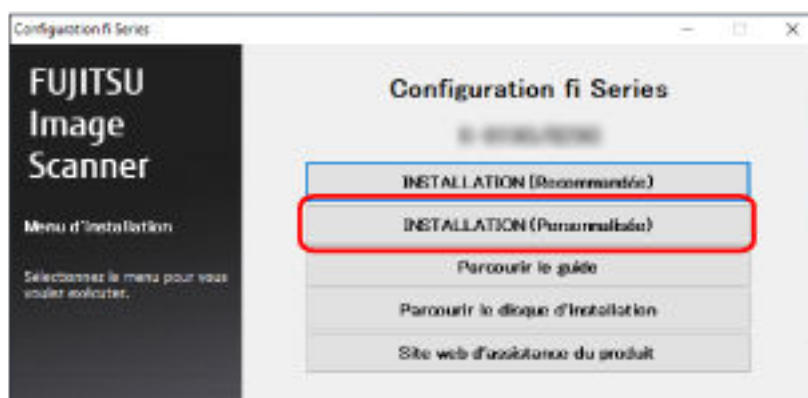 Configuration fi Series
FUJITSU
Image
Scanner
Menu d'Installation
Sélectionnez le menu pour vous
voulez exécuter.
Configuration fi Series
INSTALLATION (Recommandée)
INSTALLATION (Personnalisée)
Parcourir le guide
Parcourir le disque d'installation
Site web d'assistance du produit